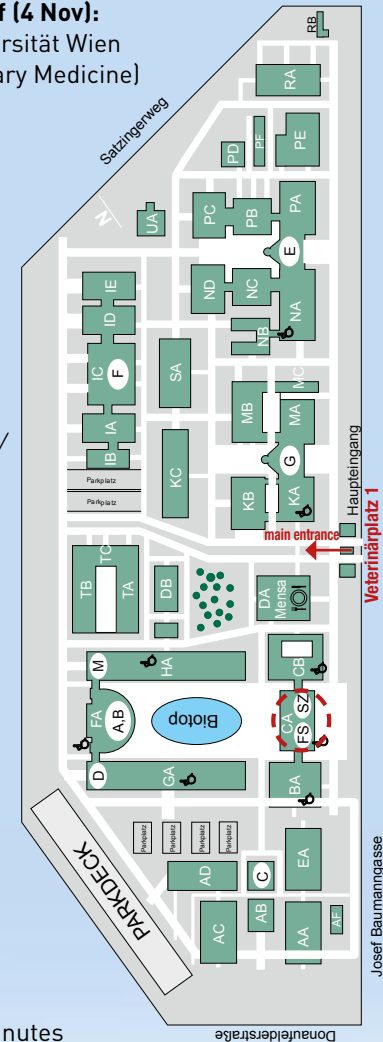 f (4 Nov):
ersität Wien
ary Medicine)
Satzingerweg
N
RB
RA
PD
PF
PE
UA
PC
PB
PA
E
ND
NC
NA
NB
IE
ID
IC
F
IA
IB
SA
KC
MB
MC
MA
G
KB
KA
Parkplatz
Parkplatz
Haupteingang
main entrance
Veterinärplatz 1
TB
TC
TA
DB
DA
Mensa
M
HA
FA
A,B
Biotop
CB
CA
SZ
FS
D
GA
BA
PARKDECK
Parkplatz
Parkplatz
Parkplatz
Parkplatz
AD
C
EA
AC
AB
AA
AF
Josef Baumanngasse
Donaufelderstraße
nutes